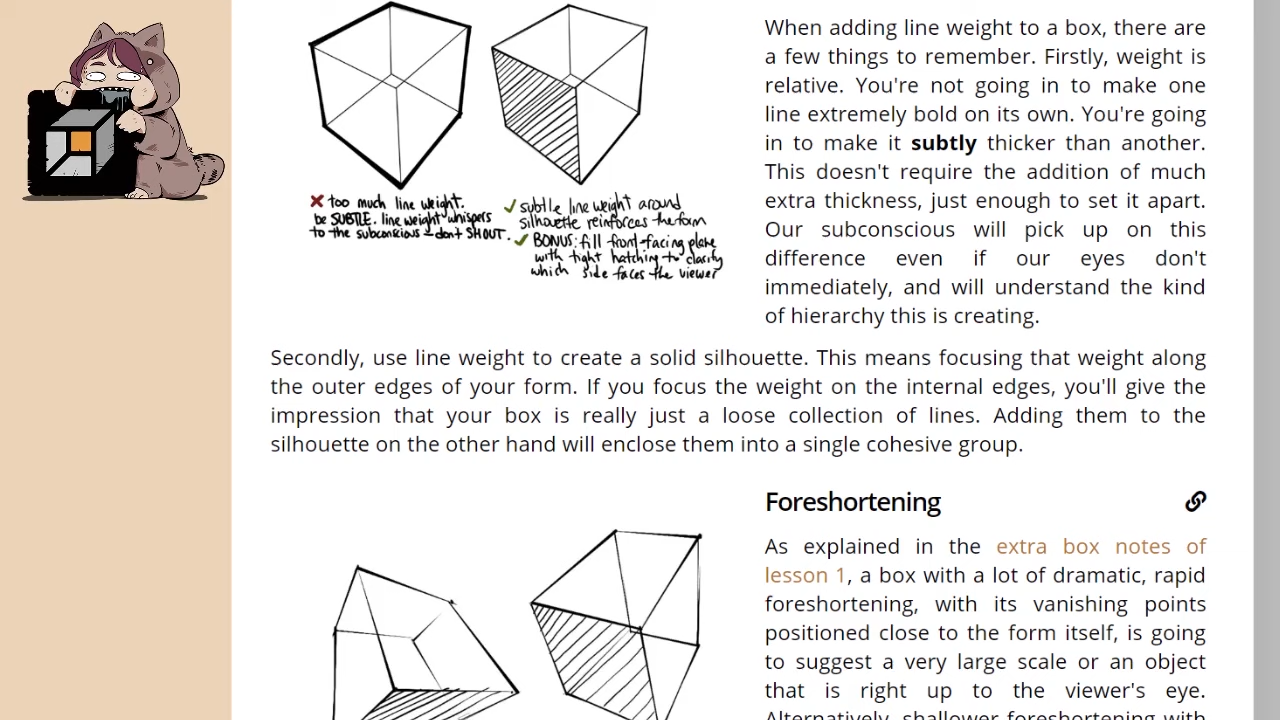 ✗ too much line weight.
be SUBTLE. line weight whispers
to the subconscious - don't SHOUT.
✓ subtle line weight around
silhouette reinforces the form
✓ BONUS: fill front-facing plane
with tight hatching to clarify
which side faces the viewer
When adding line weight to a box, there are
a few things to remember. Firstly, weight is
relative. You're not going in to make one
line extremely bold on its own. You're going
in to make it subtly thicker than another.
This doesn't require the addition of much
extra thickness, just enough to set it apart.
Our subconscious will pick up on this
difference even if our eyes don't
immediately, and will understand the kind
of hierarchy this is creating.
Secondly, use line weight to create a solid silhouette. This means focusing that weight along
the outer edges of your form. If you focus the weight on the internal edges, you'll give the
impression that your box is really just a loose collection of lines. Adding them to the
silhouette on the other hand will enclose them into a single cohesive group.
Foreshortening
As explained in the extra box notes of
lesson 1, a box with a lot of dramatic, rapid
foreshortening, with its vanishing points
positioned close to the form itself, is going
to suggest a very large scale or an object
that is right up to the viewer's eye.
Alternatively, shallower foreshortening with